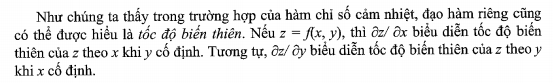 Như chúng ta thấy trong trường hợp của hàm chỉ số cảm nhiệt, đạo hàm riêng cũng
có thể được hiểu là tốc độ biến thiên. Nếu z = f(x, y), thì ∂z/ ∂x biểu diễn tốc độ biến
thiên của z theo x khi y cố định. Tương tự, ∂z/ ∂y biểu diễn tốc độ biến thiên của z theo y
khi x cố định.